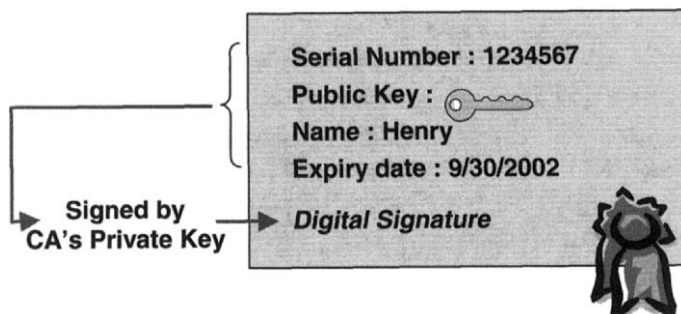 Serial Number : 1234567
Public Key :
Name : Henry
Expiry date : 9/30/2002
Signed by
CA's Private Key
Digital Signature